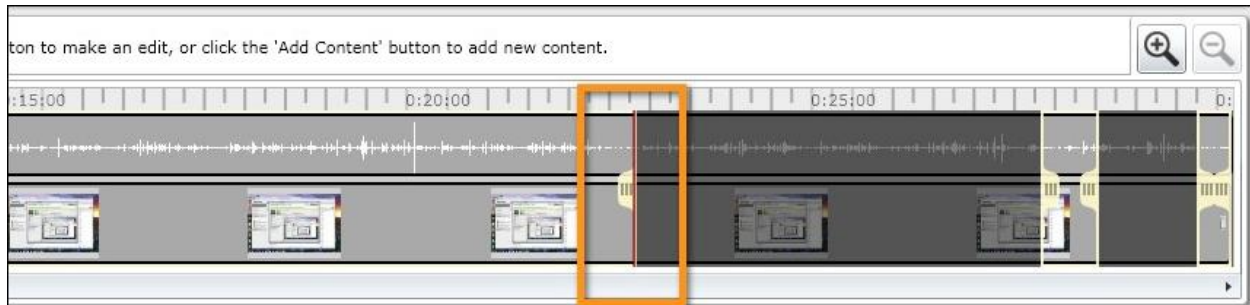 ton to make an edit, or click the 'Add Content' button to add new content.
:15:00 0:20:00 0:25:00 0: